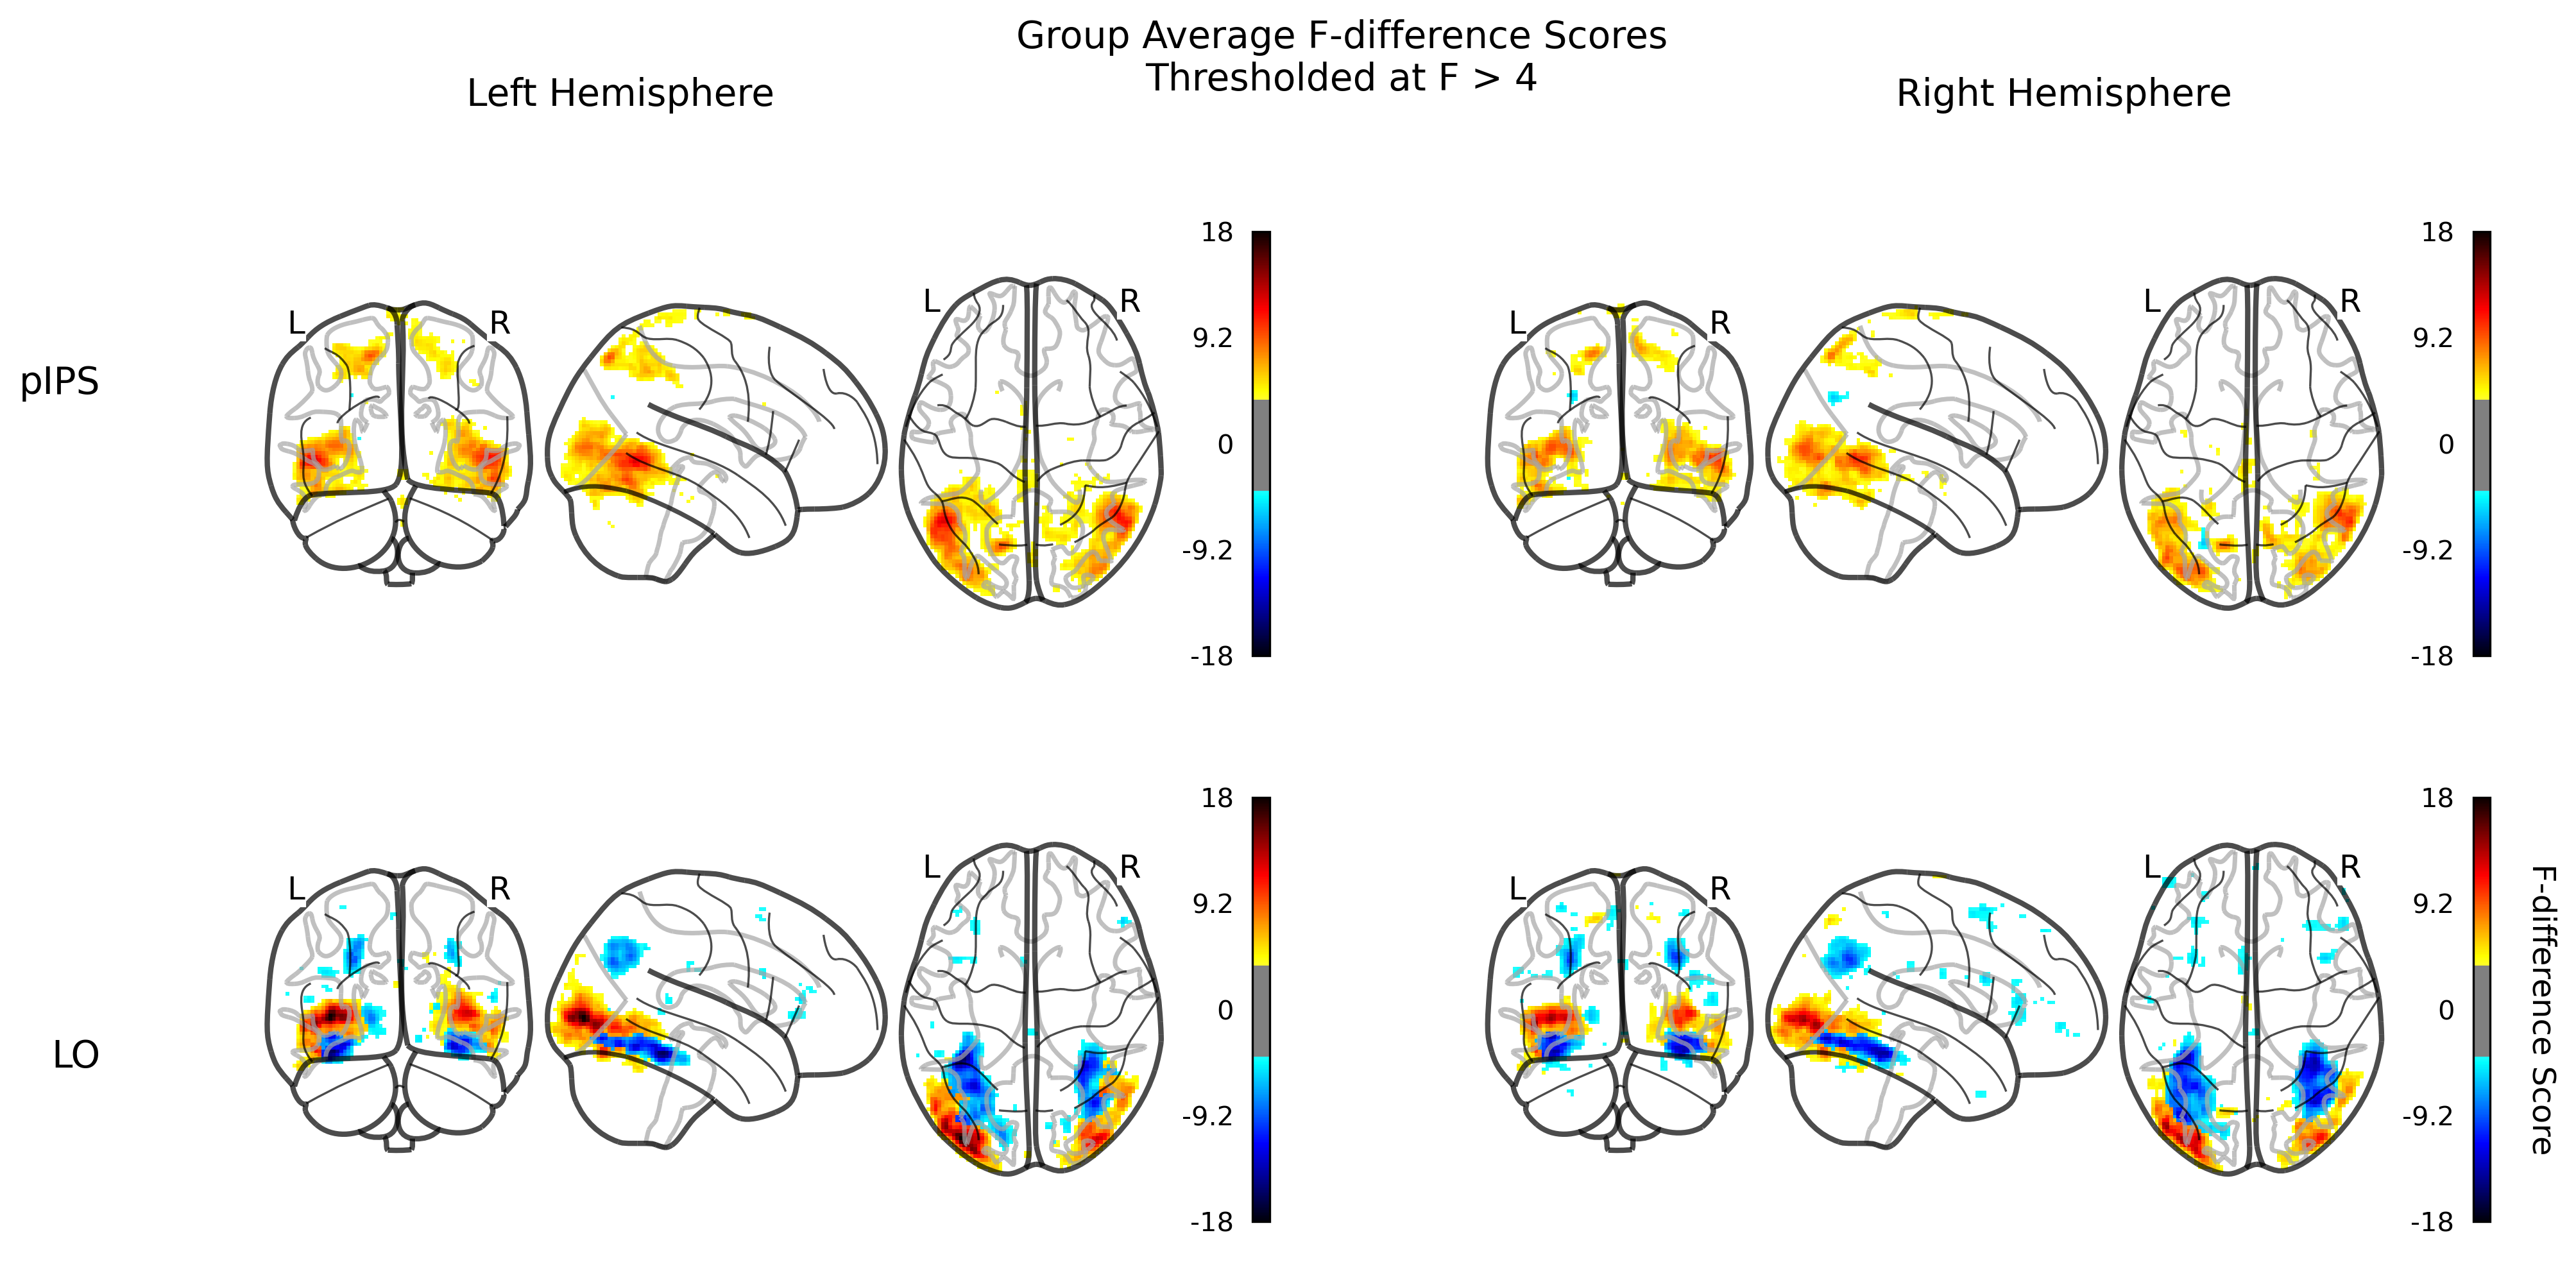 Group Average F-difference Scores
Thresholded at F > 4
Left Hemisphere
Right Hemisphere
pIPS
L R
L R
18
9.2
0
-9.2
-18
L R
L R
18
9.2
0
-9.2
-18
LO
L R
L R
18
9.2
0
-9.2
-18
L R
L R
18
9.2
0
-9.2
-18
F-difference Score